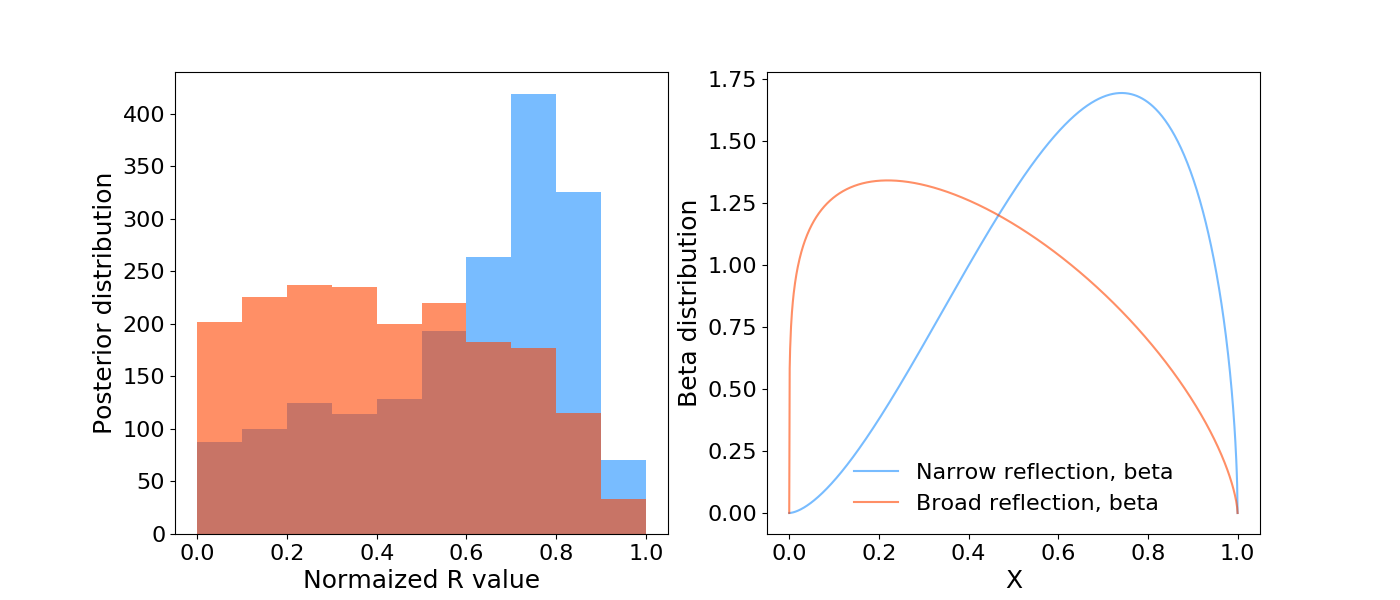 Posterior distribution
400
350
300
250
200
150
100
50
0
0.0 0.2 0.4 0.6 0.8 1.0
Normaized R value
Beta distribution
1.75
1.50
1.25
1.00
0.75
0.50
0.25
0.00
Narrow reflection, beta
Broad reflection, beta
0.0 0.2 0.4 0.6 0.8 1.0
X